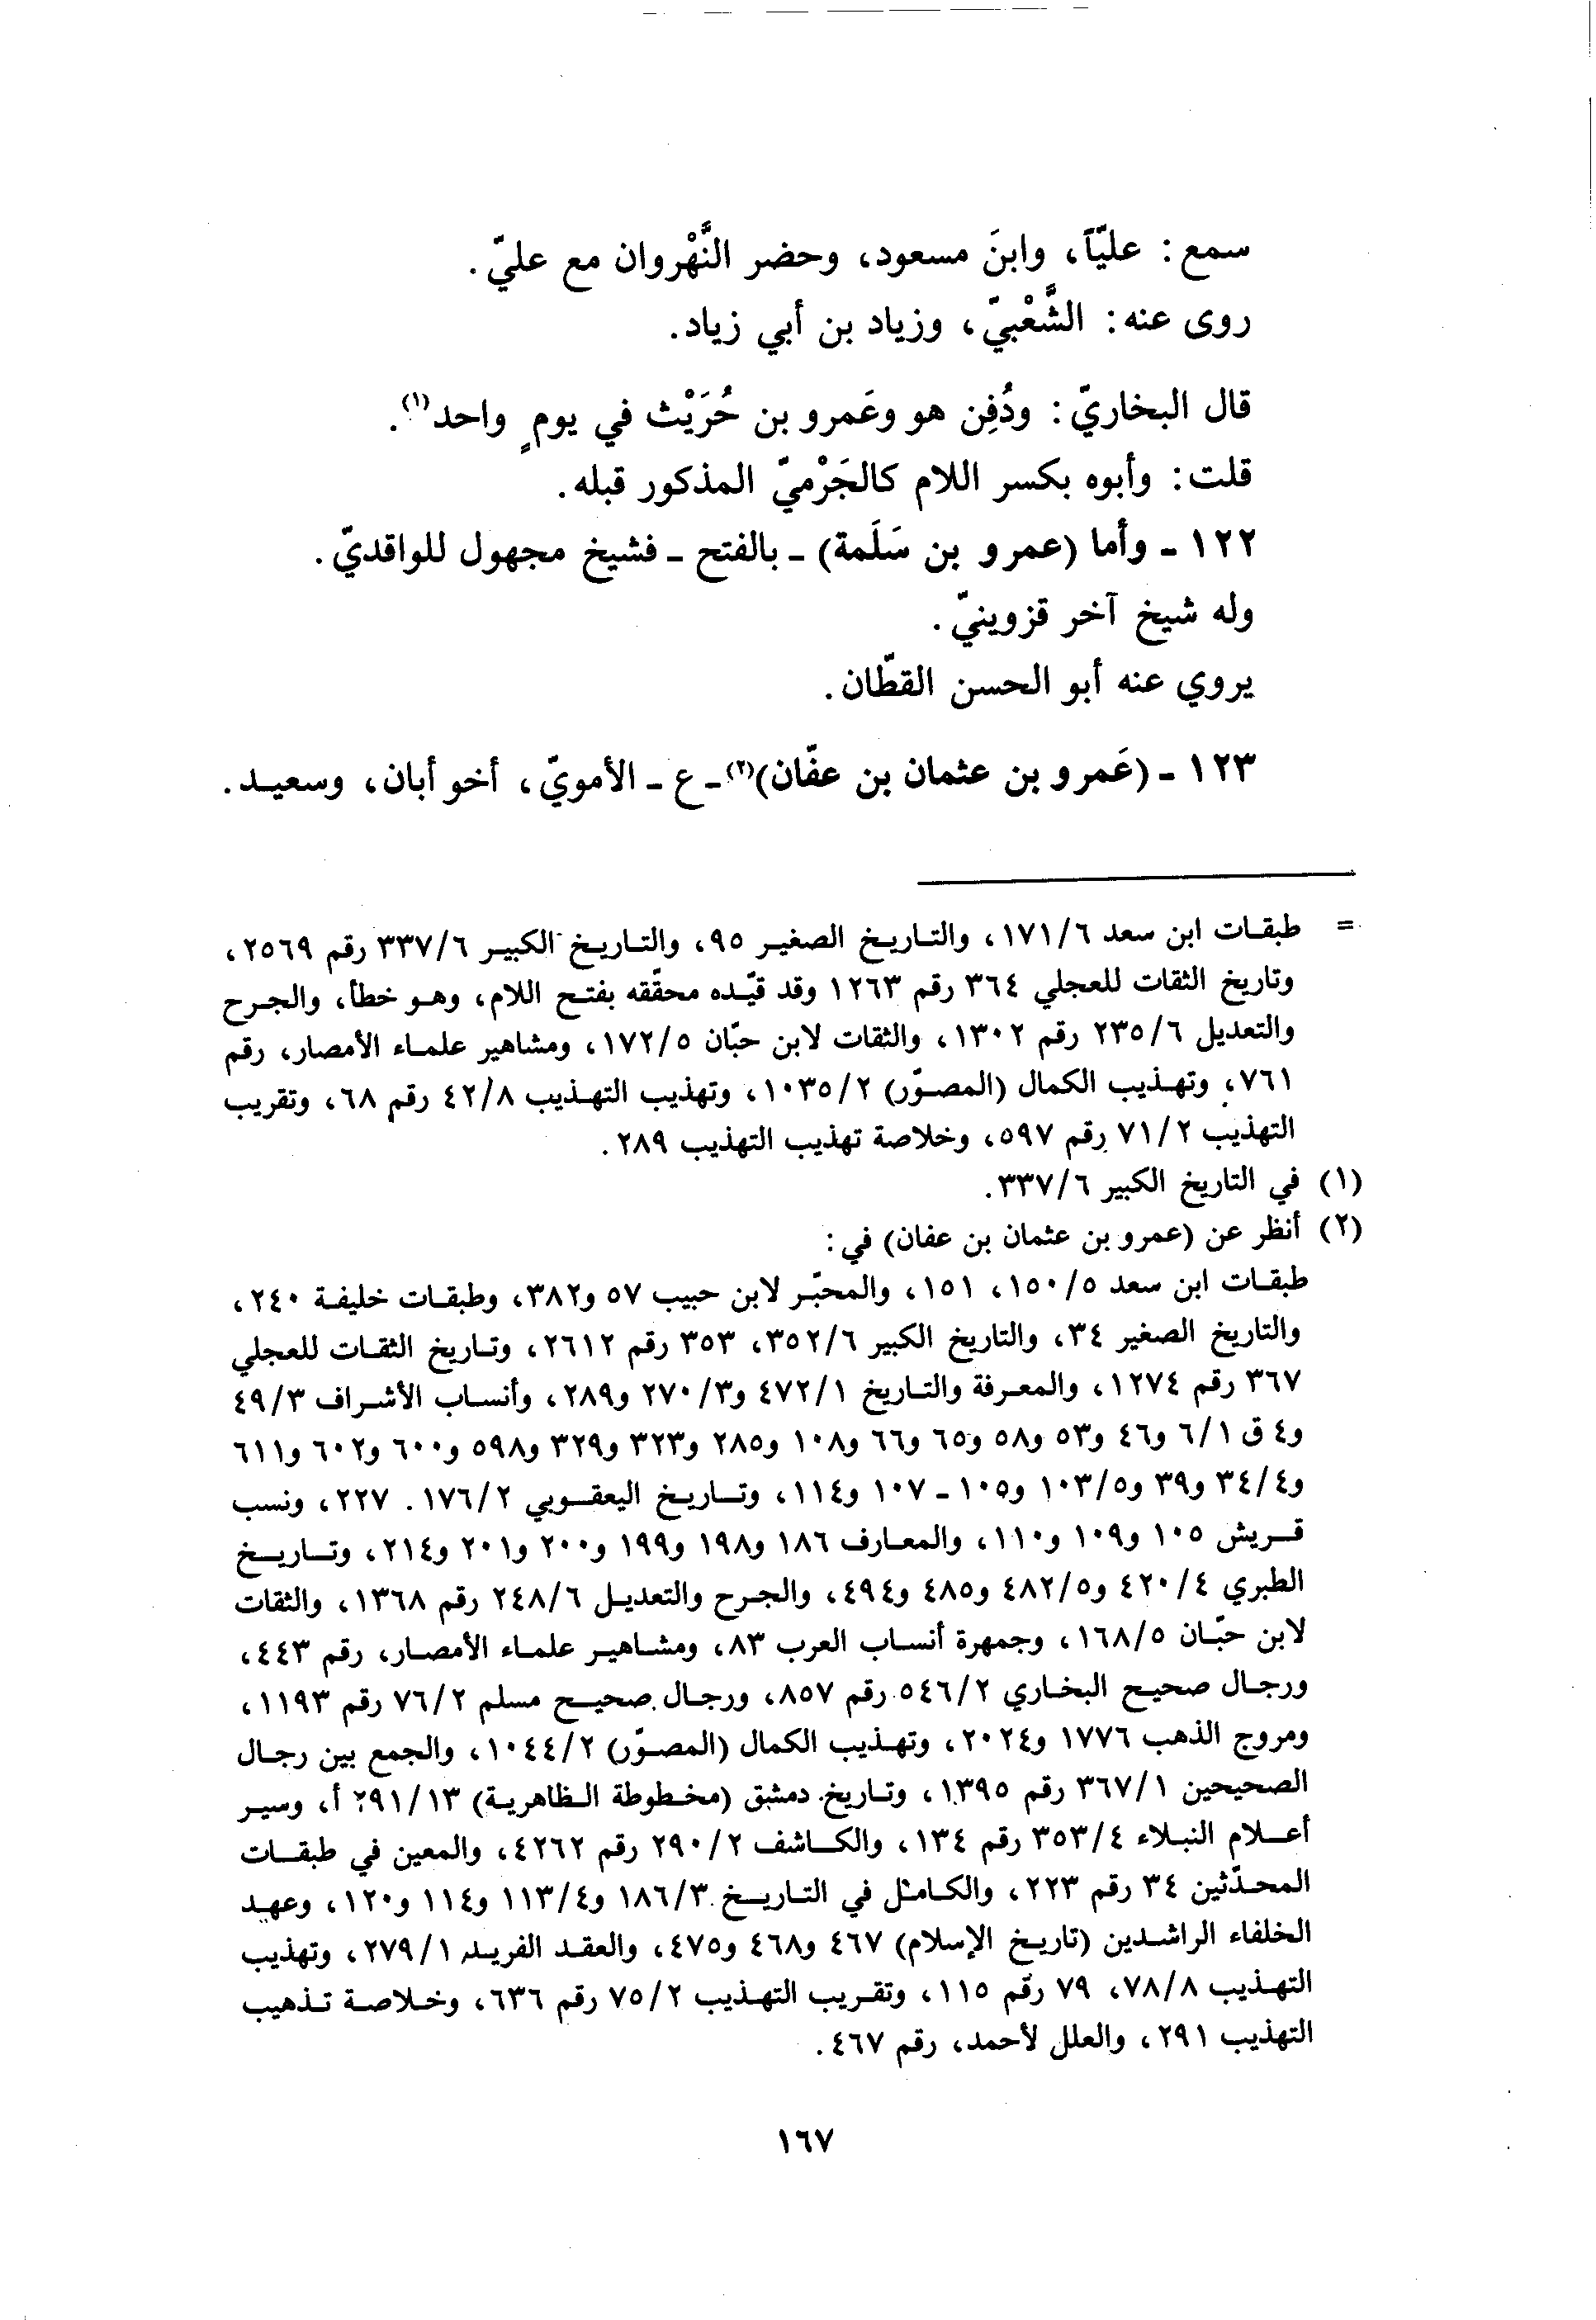 سمع: عليّاً، وابنَ مسعود، وحضر النَّهْروان مع عليّ.
روى عنه: الشَّعْبيّ، وزياد بن أبي زياد.
قال البخاريّ: ودُفِن هو وعَمرو بن حُرَيْث في يومٍ واحد(١).
قلت: وأبوه بكسر اللام كالجَرْميّ المذكور قبله.
١٢٢ - وأما (عمرو بن سَلَمة) - بالفتح - فشيخ مجهول للواقديّ.
وله شيخ آخر قزوينيّ.
يروي عنه أبو الحسن القطّان.
١٢٣ - (عَمرو بن عثمان بن عفّان)(٢) - ع - الأمويّ، أخو أبان، وسعيد.
= طبقات ابن سعد ٦/١٧١، والتاريخ الصغير ٩٥، والتاريخ الكبير ٦/٣٣٧ رقم ٢٥٦٩،
وتاريخ الثقات للعجلي ٣٦٤ رقم ١٢٦٣ وقد قيّده محقّقه بفتح اللام، وهو خطأ، والجرح
والتعديل ٦/٢٣٥ رقم ١٣٠٢، والثقات لابن حبّان ٥/١٧٢، ومشاهير علماء الأمصار، رقم
٧٦١، وتهذيب الكمال (المصوّر) ٢/١٠٣٥، وتهذيب التهذيب ٨/٤٢ رقم ٦٨، وتقريب
التهذيب ٢/٧١ رقم ٥٩٧، وخلاصة تهذيب التهذيب ٢٨٩.
(١) في التاريخ الكبير ٦/٣٣٧.
(٢) أنظر عن (عمرو بن عثمان بن عفان) في:
طبقات ابن سعد ٥/١٥٠، ١٥١، والمحبّر لابن حبيب ٥٧ و٣٨٢، وطبقات خليفة ٢٤٠،
والتاريخ الصغير ٣٤، والتاريخ الكبير ٦/٣٥٢، ٣٥٣ رقم ٢٦١٢، وتاريخ الثقات للعجلي
٣٦٧ رقم ١٢٧٤، والمعرفة والتاريخ ١/٤٧٢ و٣/٢٧٠ و٢٨٩، وأنساب الأشراف ٣/٤٩
و٤ ق ١/٦ و٤٦ و٥٣ و٥٨ و٦٥ و٦٦ و١٠٨ و٢٨٥ و٣٢٣ و٣٢٩ و٥٩٨ و٦٠٠ و٦٠٢ و٦١١
و٤/٣٤ و٣٩ و٥/١٠٣ و١٠٥ - ١٠٧ و١١٤، وتاريخ اليعقوبي ٢/١٧٦. ٢٢٧، ونسب
قريش ١٠٥ و١٠٩ و١١٠، والمعارف ١٨٦ و١٩٨ و١٩٩ و٢٠٠ و٢٠١ و٢١٤، وتاريخ
الطبري ٤/٤٢٠ و٥/٤٨٢ و٤٨٥ و٤٩٤، والجرح والتعديل ٦/٢٤٨ رقم ١٣٦٨، والثقات
لابن حبّان ٥/١٦٨، وجمهرة أنساب العرب ٨٣، ومشاهير علماء الأمصار، رقم ٤٤٣،
ورجال صحيح البخاري ٢/٥٤٦ رقم ٨٥٧، ورجال صحيح مسلم ٢/٧٦ رقم ١١٩٣،
ومروج الذهب ١٧٧٦ و٢٠٢٤، وتهذيب الكمال (المصوّر) ٢/١٠٤٤، والجمع بين رجال
الصحيحين ١/٣٦٧ رقم ١٣٩٥، وتاريخ دمشق (مخطوطة الظاهرية) ١٣/٢٩١ أ، وسير
أعلام النبلاء ٤/٣٥٣ رقم ١٣٤، والكاشف ٢/٢٩٠ رقم ٤٢٦٢، والمعين في طبقات
المحدّثين ٣٤ رقم ٢٢٣، والكامل في التاريخ ٣/١٨٦ و٤/١١٣ و١١٤ و١٢٠، وعهد
الخلفاء الراشدين (تاريخ الإسلام) ٤٦٧ و٤٦٨ و٤٧٥، والعقد الفريد ١/٢٧٩، وتهذيب
التهذيب ٨/٧٨، ٧٩ رقم ١١٥، وتقريب التهذيب ٢/٧٥ رقم ٦٣٦، وخلاصة تذهيب
التهذيب ٢٩١، والعلل لأحمد، رقم ٤٦٧.
١٦٧